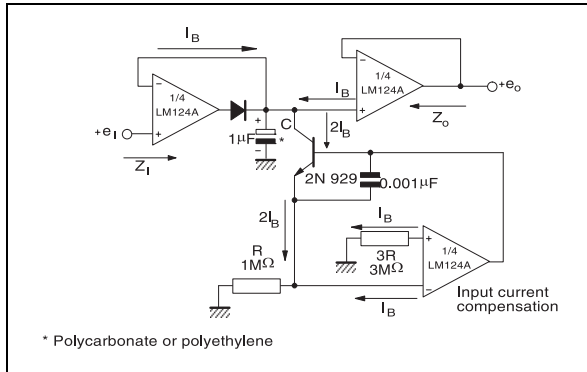 I_B
1/4
LM124A
+e_I
Z_I
+
1µF
*
C
I_B
2I_B
1/4
LM124A
+e_o
Z_o
2N 929
0.001µF
2I_B
R
1MΩ
I_B
3R
3MΩ
1/4
LM124A
I_B
Input current
compensation
* Polycarbonate or polyethylene